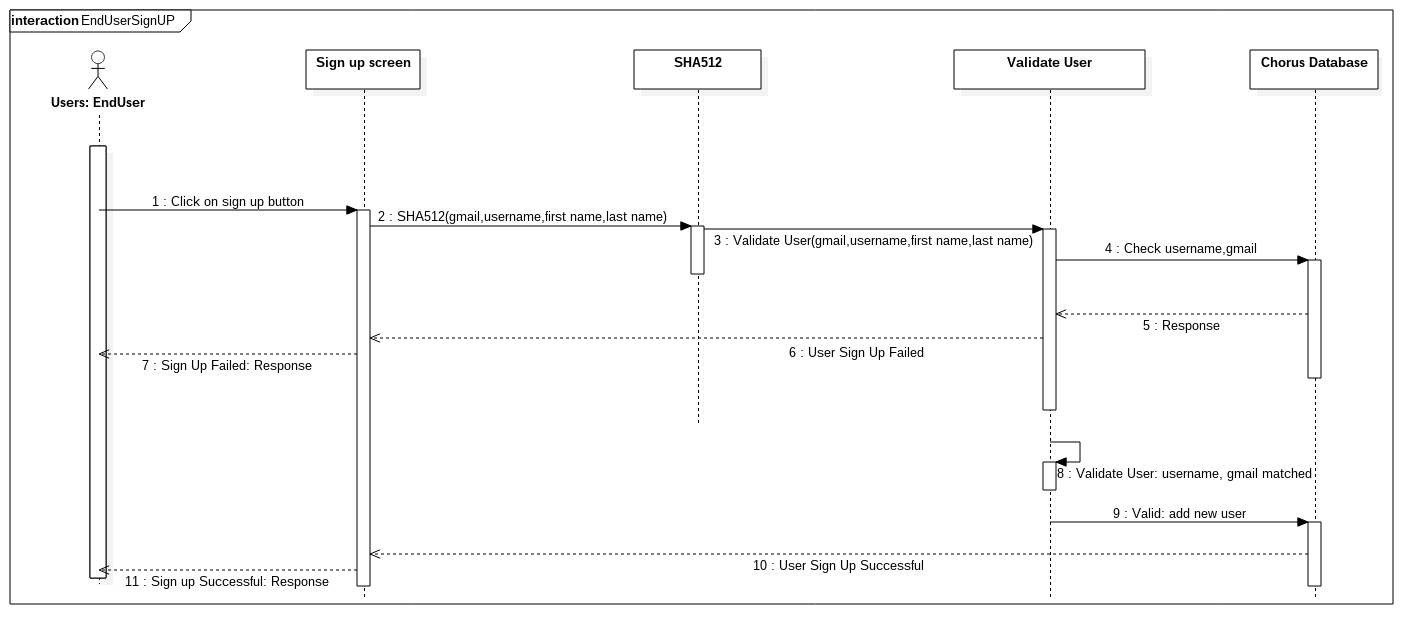 interaction EndUserSignUP
Users: EndUser
Sign up screen
SHA512
Validate User
Chorus Database
1 : Click on sign up button
2 : SHA512(gmail,username,first name,last name)
3 : Validate User(gmail,username,first name,last name)
4 : Check username,gmail
5 : Response
6 : User Sign Up Failed
7 : Sign Up Failed: Response
8 : Validate User: username, gmail matched
9 : Valid: add new user
10 : User Sign Up Successful
11 : Sign up Successful: Response